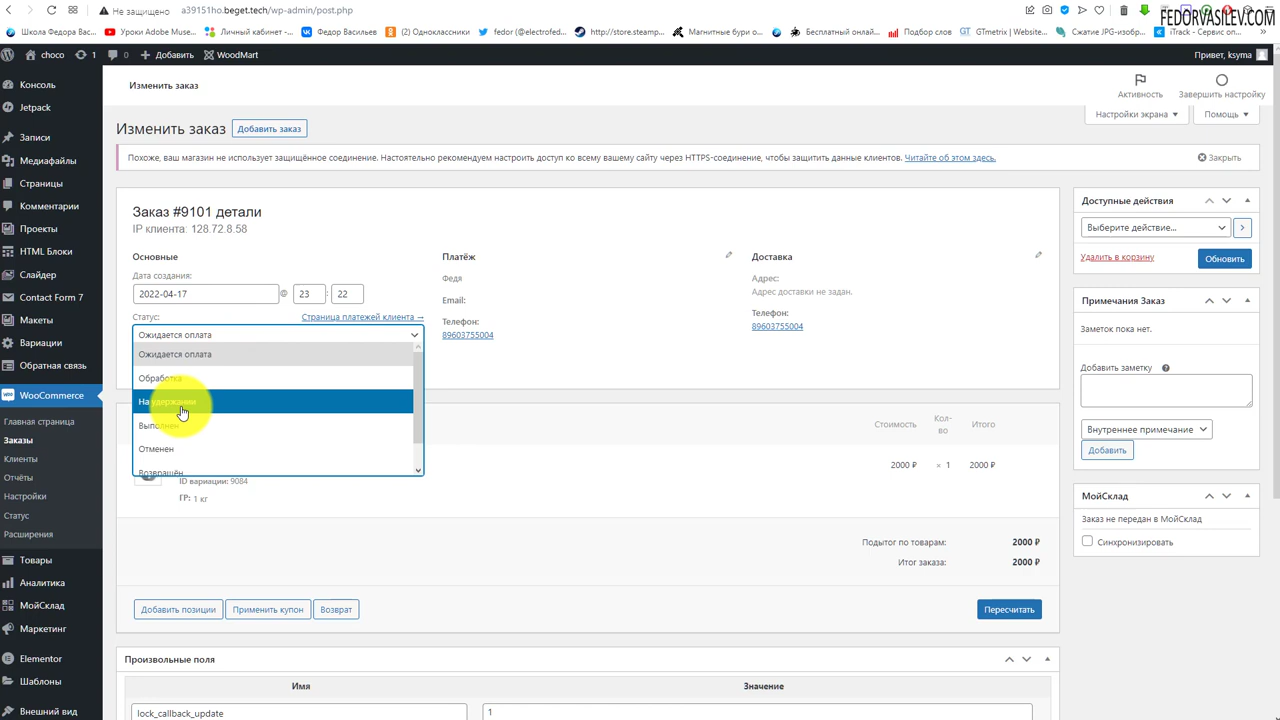 Не защищено
a39151ho.beget.tech/wp-admin/post.php
FEDORVASILEV.COM
Школа Федора Вас...
Уроки Adobe Muse...
Личный кабинет -...
Федор Васильев
(2) Одноклассники
fedor (@electrofed...
http://store.steamp...
Магнитные бури о...
Бесплатный онлай...
Подбор слов
GTmetrix | Website...
Сжатие JPG-изобр...
iTrack - Сервис оп...
choco
1
0
Добавить
WoodMart
Привет, ksyma
Консоль
Jetpack
Записи
Медиафайлы
Страницы
Комментарии
Проекты
HTML Блоки
Слайдер
Contact Form 7
Макеты
Вариации
Обратная связь
WooCommerce
Главная страница
Заказы
Клиенты
Отчёты
Настройки
Статус
Расширения
Товары
Аналитика
МойСклад
Маркетинг
Elementor
Шаблоны
Внешний вид
Изменить заказ
Активность
Завершить настройку
Настройки экрана
Помощь
Изменить заказ
Добавить заказ
Похоже, ваш магазин не использует защищённое соединение. Настоятельно рекомендуем настроить доступ ко всему вашему сайту через HTTPS-соединение, чтобы защитить данные клиентов. Читайте об этом здесь.
Закрыть
Заказ #9101 детали
IP клиента: 128.72.8.58
Основные
Дата создания:
2022-04-17 @ 23 : 22
Статус:
Страница платежей клиента →
Ожидается оплата
Ожидается оплата
Обработка
На удержании
Выполнен
Отменен
Возвращён
Платёж
Федя
Email:
Телефон:
89603755004
Доставка
Адрес:
Адрес доставки не задан.
Телефон:
89603755004
Стоимость
Кол-
во
Итого
2000 ₽
× 1
2000 ₽
ID вариации: 9084
ГР: 1 кг
Подытог по товарам: 2000 ₽
Итог заказа: 2000 ₽
Добавить позиции
Применить купон
Возврат
Пересчитать
Произвольные поля
Имя
Значение
lock_callback_update
1
Доступные действия
Выберите действие...
Удалить в корзину
Обновить
Примечания Заказ
Заметок пока нет.
Добавить заметку
Внутреннее примечание
Добавить
МойСклад
Заказ не передан в МойСклад
Синхронизировать